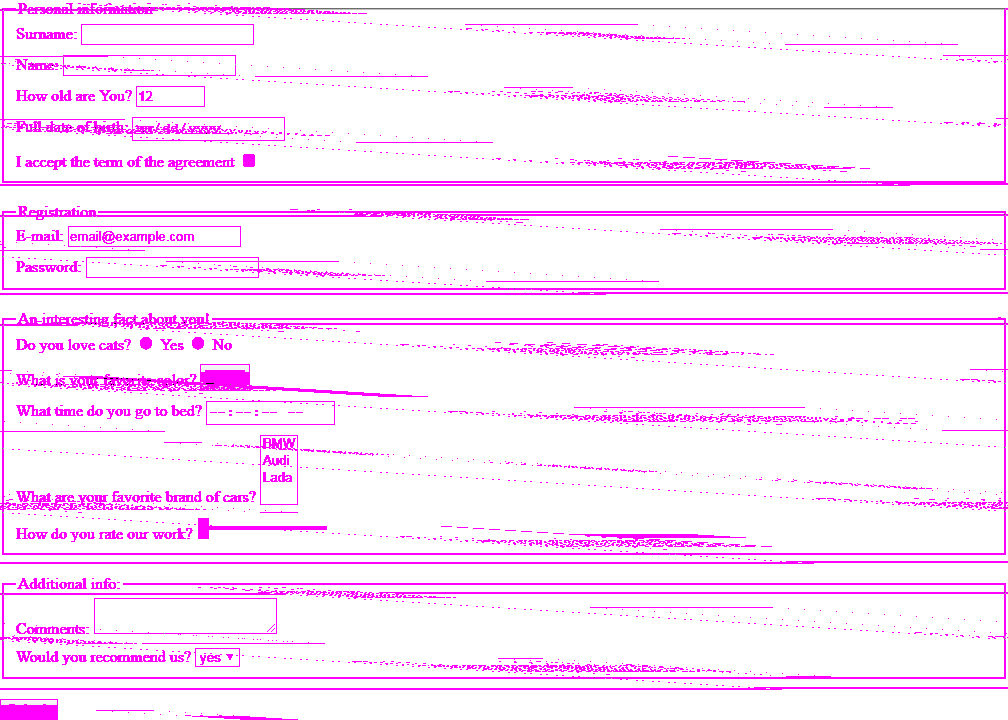 Personal information
Surname:
Name:
How old are You? 12
Full date of birth: mm/dd/yyyy
I accept the term of the agreement
Registration
E-mail: email@example.com
Password:
An interesting fact about you!
Do you love cats? Yes No
What is your favorite color?
What time do you go to bed? --:-- --
BMW
Audi
Lada
What are your favorite brand of cars?
How do you rate our work?
Additional info:
Comments:
Would you recommend us? yes